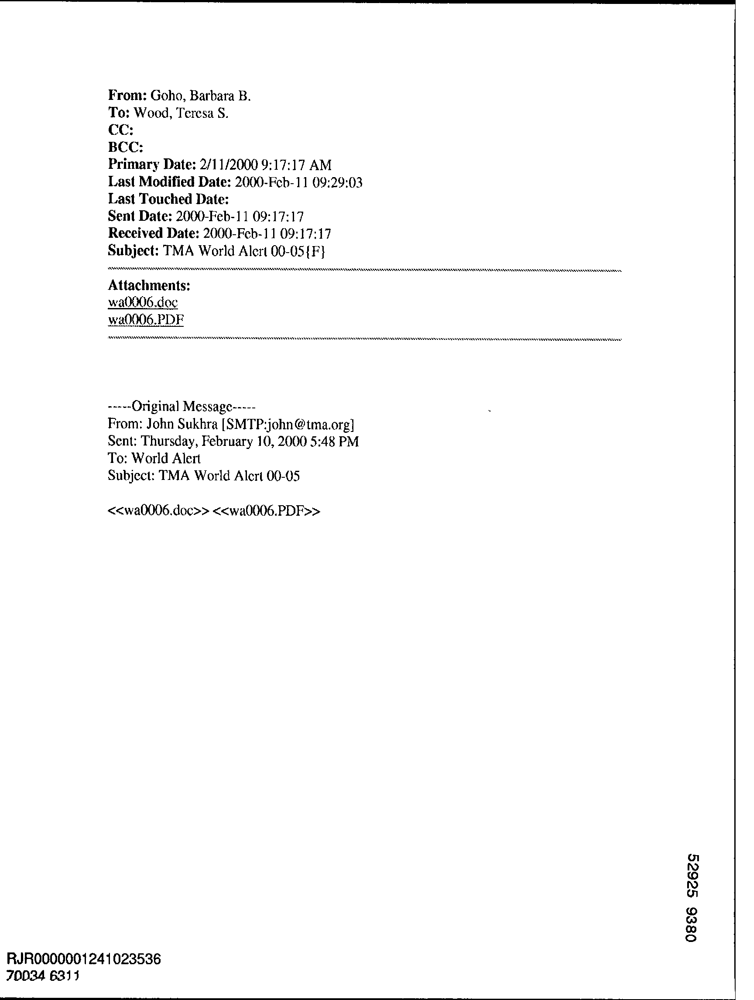 From: Goho, Barbara B.
To: Wood, Teresa S.
CC:
BCC:
Primary Date: 2/11/2000 9:17:17 AM
Last Modified Date: 2000-Feb-11 09:29:03
Last Touched Date:
Sent Date: 2000-Feb-11 09:17:17
Received Date: 2000-Feb-11 09:17:17
Subject: TMA World Alert 00-05{F}
Attachments:
wa0006.doc
wa0006.PDF
-----Original Message-----
From: John Sukhra [SMTP:john@tma.org]
Sent: Thursday, February 10, 2000 5:48 PM
To: World Alert
Subject: TMA World Alert 00-05
<<wa0006.doc>> <<wa0006.PDF>>
52925 9380
RJR0000001241023536
70034 6311